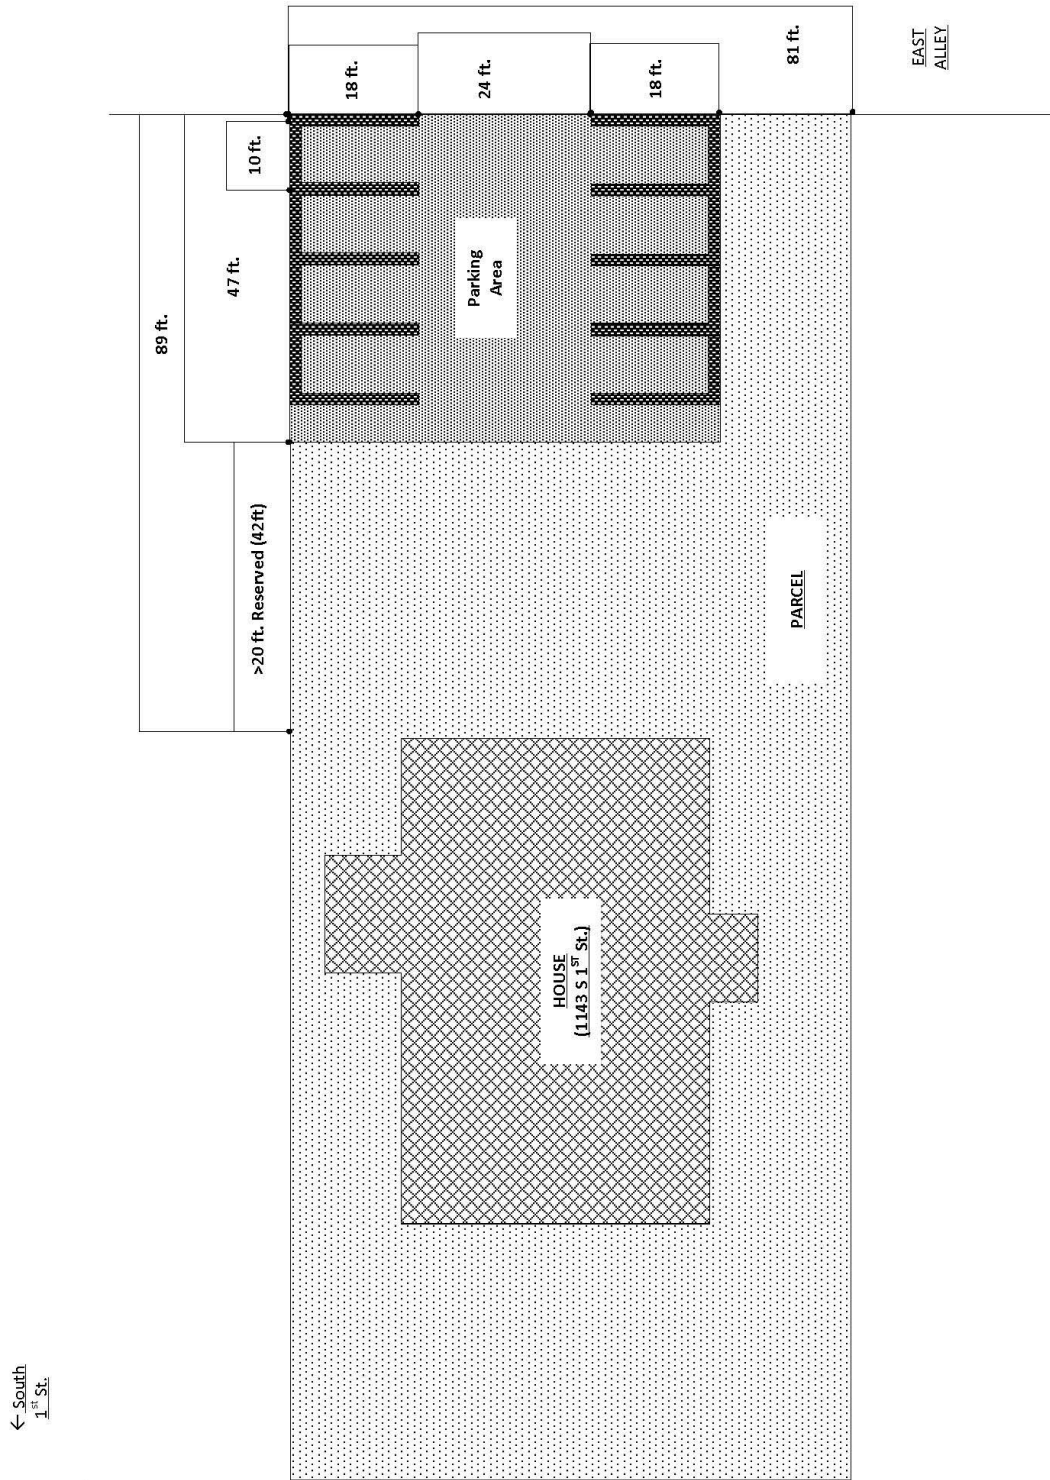 ← South
1st St.
89 ft.
47 ft.
10 ft.
>20 ft. Reserved (42ft)
18 ft.
24 ft.
18 ft.
81 ft.
EAST
ALLEY
Parking
Area
HOUSE
(1143 S 1ST St.)
PARCEL